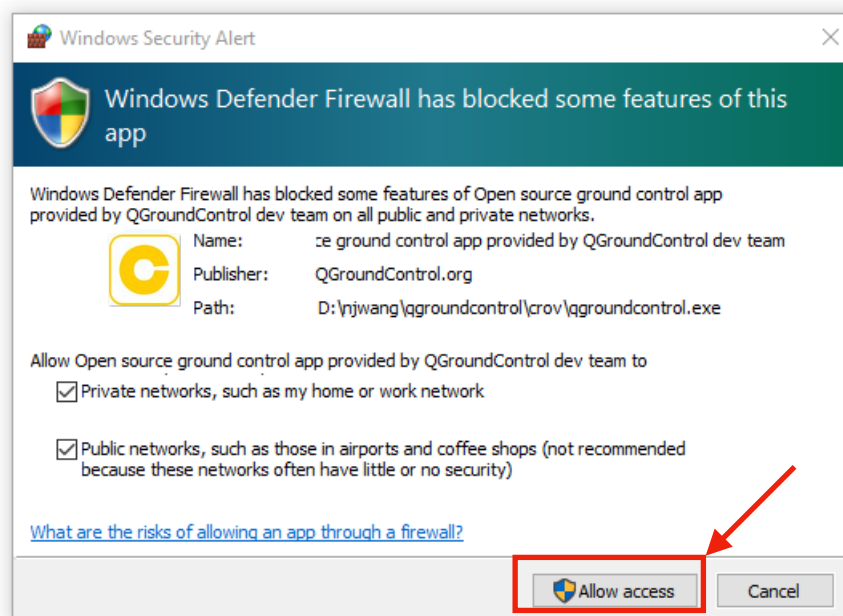 Windows Security Alert
Windows Defender Firewall has blocked some features of this
app
Windows Defender Firewall has blocked some features of Open source ground control app
provided by QGroundControl dev team on all public and private networks.
Name: ce ground control app provided by QGroundControl dev team
Publisher: QGroundControl.org
Path: D:\njwang\qgroundcontrol\crov\qgroundcontrol.exe
Allow Open source ground control app provided by QGroundControl dev team to
Private networks, such as my home or work network
Public networks, such as those in airports and coffee shops (not recommended
because these networks often have little or no security)
What are the risks of allowing an app through a firewall?
Allow access Cancel